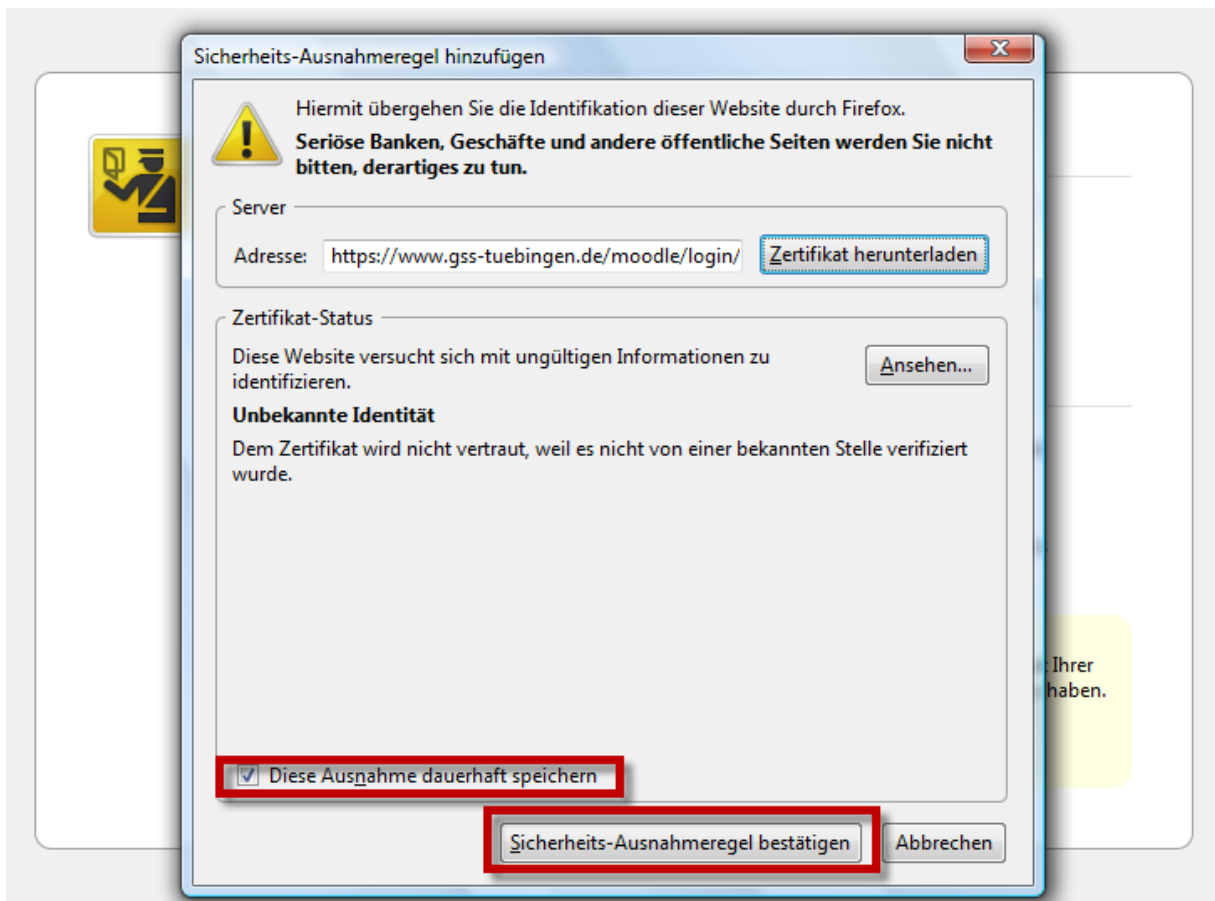 Sicherheits-Ausnahmeregel hinzufügen
Hiermit übergehen Sie die Identifikation dieser Website durch Firefox.
Seriöse Banken, Geschäfte und andere öffentliche Seiten werden Sie nicht
bitten, derartiges zu tun.
Server
Adresse: https://www.gss-tuebingen.de/moodle/login/ Zertifikat herunterladen
Zertifikat-Status
Diese Website versucht sich mit ungültigen Informationen zu
identifizieren.
Ansehen...
Unbekannte Identität
Dem Zertifikat wird nicht vertraut, weil es nicht von einer bekannten Stelle verifiziert
wurde.
Ihrer
haben.
Diese Ausnahme dauerhaft speichern
Sicherheits-Ausnahmeregel bestätigen Abbrechen